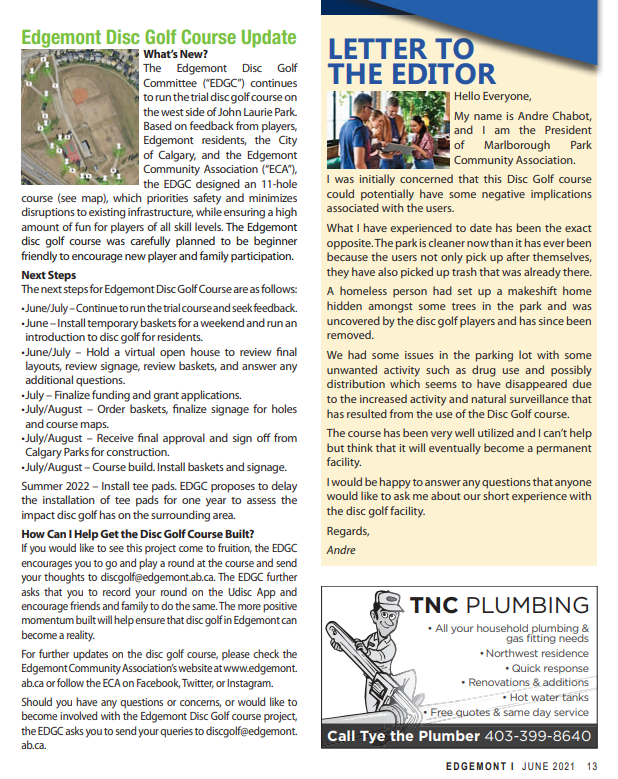 Edgemont Disc Golf Course Update
What's New?
The Edgemont Disc Golf
Committee ("EDGC") continues
to run the trial disc golf course on
the west side of John Laurie Park.
Based on feedback from players,
Edgemont residents, the City
of Calgary, and the Edgemont
Community Association ("ECA"),
the EDGC designed an 11-hole
course (see map), which priorities safety and minimizes
disruptions to existing infrastructure, while ensuring a high
amount of fun for players of all skill levels. The Edgemont
disc golf course was carefully planned to be beginner
friendly to encourage new player and family participation.
Next Steps
The next steps for Edgemont Disc Golf Course are as follows:
• June/July – Continue to run the trial course and seek feedback.
• June – Install temporary baskets for a weekend and run an
introduction to disc golf for residents.
• June/July – Hold a virtual open house to review final
layouts, review signage, review baskets, and answer any
additional questions.
• July – Finalize funding and grant applications.
• July/August – Order baskets, finalize signage for holes
and course maps.
• July/August – Receive final approval and sign off from
Calgary Parks for construction.
• July/August – Course build. Install baskets and signage.
Summer 2022 – Install tee pads. EDGC proposes to delay
the installation of tee pads for one year to assess the
impact disc golf has on the surrounding area.
How Can I Help Get the Disc Golf Course Built?
If you would like to see this project come to fruition, the EDGC
encourages you to go and play a round at the course and send
your thoughts to discgolf@edgemont.ab.ca. The EDGC further
asks that you to record your round on the Udisc App and
encourage friends and family to do the same. The more positive
momentum built will help ensure that disc golf in Edgemont can
become a reality.
For further updates on the disc golf course, please check the
Edgemont Community Association's website at www.edgemont.
ab.ca or follow the ECA on Facebook, Twitter, or Instagram.
Should you have any questions or concerns, or would like to
become involved with the Edgemont Disc Golf course project,
the EDGC asks you to send your queries to discgolf@edgemont.
ab.ca.
LETTER TO
THE EDITOR
Hello Everyone,
My name is Andre Chabot,
and I am the President
of Marlborough Park
Community Association.
I was initially concerned that this Disc Golf course
could potentially have some negative implications
associated with the users.
What I have experienced to date has been the exact
opposite. The park is cleaner now than it has ever been
because the users not only pick up after themselves,
they have also picked up trash that was already there.
A homeless person had set up a makeshift home
hidden amongst some trees in the park and was
uncovered by the disc golf players and has since been
removed.
We had some issues in the parking lot with some
unwanted activity such as drug use and possibly
distribution which seems to have disappeared due
to the increased activity and natural surveillance that
has resulted from the use of the Disc Golf course.
The course has been very well utilized and I can't help
but think that it will eventually become a permanent
facility.
I would be happy to answer any questions that anyone
would like to ask me about our short experience with
the disc golf facility.
Regards,
Andre
TNC PLUMBING
• All your household plumbing &
gas fitting needs
• Northwest residence
• Quick response
• Renovations & additions
• Hot water tanks
• Free quotes & same day service
Call Tye the Plumber 403-399-8640
EDGEMONT I JUNE 2021 13